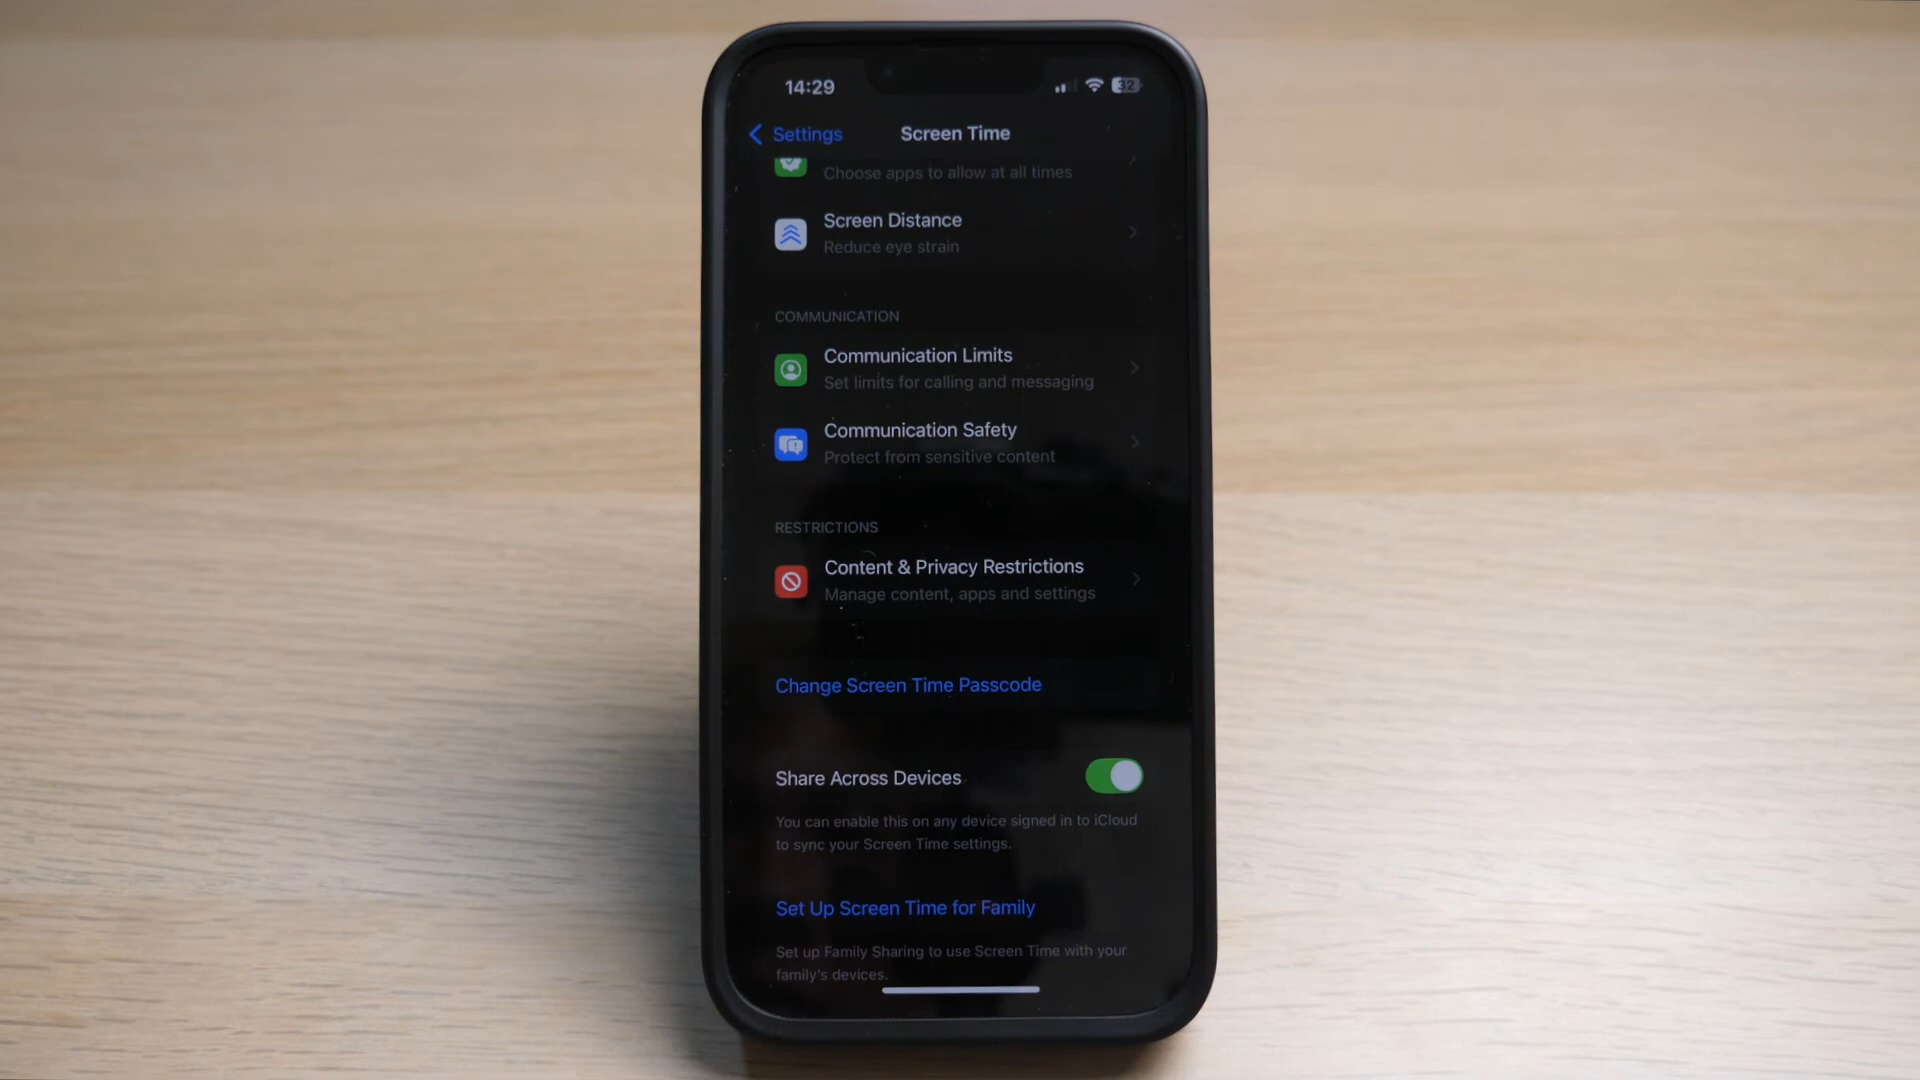 14:29
32
Settings
Screen Time
Choose apps to allow at all times
Screen Distance
Reduce eye strain
COMMUNICATION
Communication Limits
Set limits for calling and messaging
Communication Safety
Protect from sensitive content
RESTRICTIONS
Content & Privacy Restrictions
Manage content, apps and settings
Change Screen Time Passcode
Share Across Devices
You can enable this on any device signed in to iCloud
to sync your Screen Time settings.
Set Up Screen Time for Family
Set up Family Sharing to use Screen Time with your
family's devices.